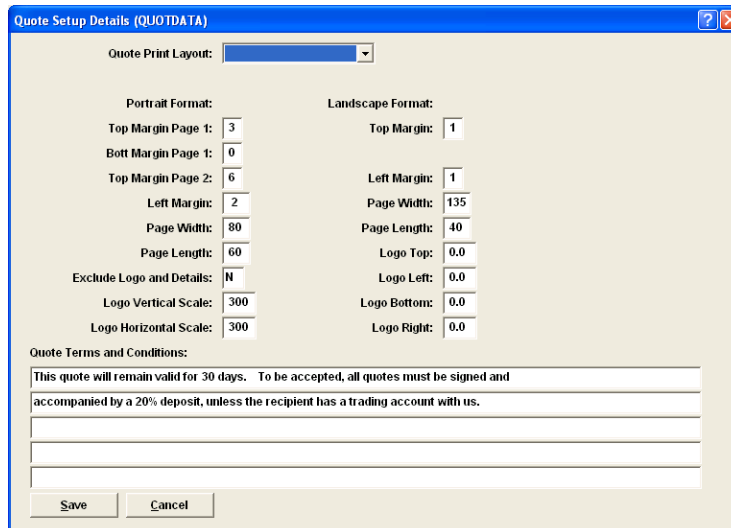 Quote Setup Details (QUOTDATA)
Quote Print Layout:
Portrait Format: Landscape Format:
Top Margin Page 1: 3 Top Margin: 1
Bott Margin Page 1: 0
Top Margin Page 2: 6 Left Margin: 1
Left Margin: 2 Page Width: 135
Page Width: 80 Page Length: 40
Page Length: 60 Logo Top: 0.0
Exclude Logo and Details: N Logo Left: 0.0
Logo Vertical Scale: 300 Logo Bottom: 0.0
Logo Horizontal Scale: 300 Logo Right: 0.0
Quote Terms and Conditions:
This quote will remain valid for 30 days. To be accepted, all quotes must be signed and
accompanied by a 20% deposit, unless the recipient has a trading account with us.
Save Cancel